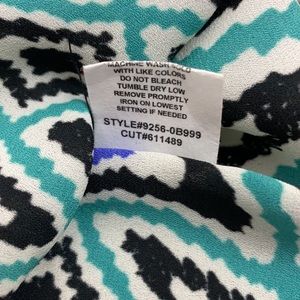 MACHINE WASH COLD
WITH LIKE COLORS
DO NOT BLEACH
TUMBLE DRY LOW
REMOVE PROMPTLY
IRON ON LOWEST
SETTING IF NEEDED
STYLE#9256-0B999
CUT#611489